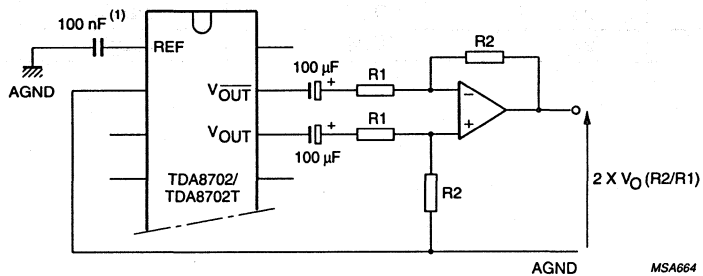 100 nF (1)
REF
AGND
V̅OUT
VOUT
100 µF
+
R1
R2
−
+
100 µF
+
R1
R2
TDA8702/
TDA8702T
2 X VO (R2/R1)
AGND
MSA664